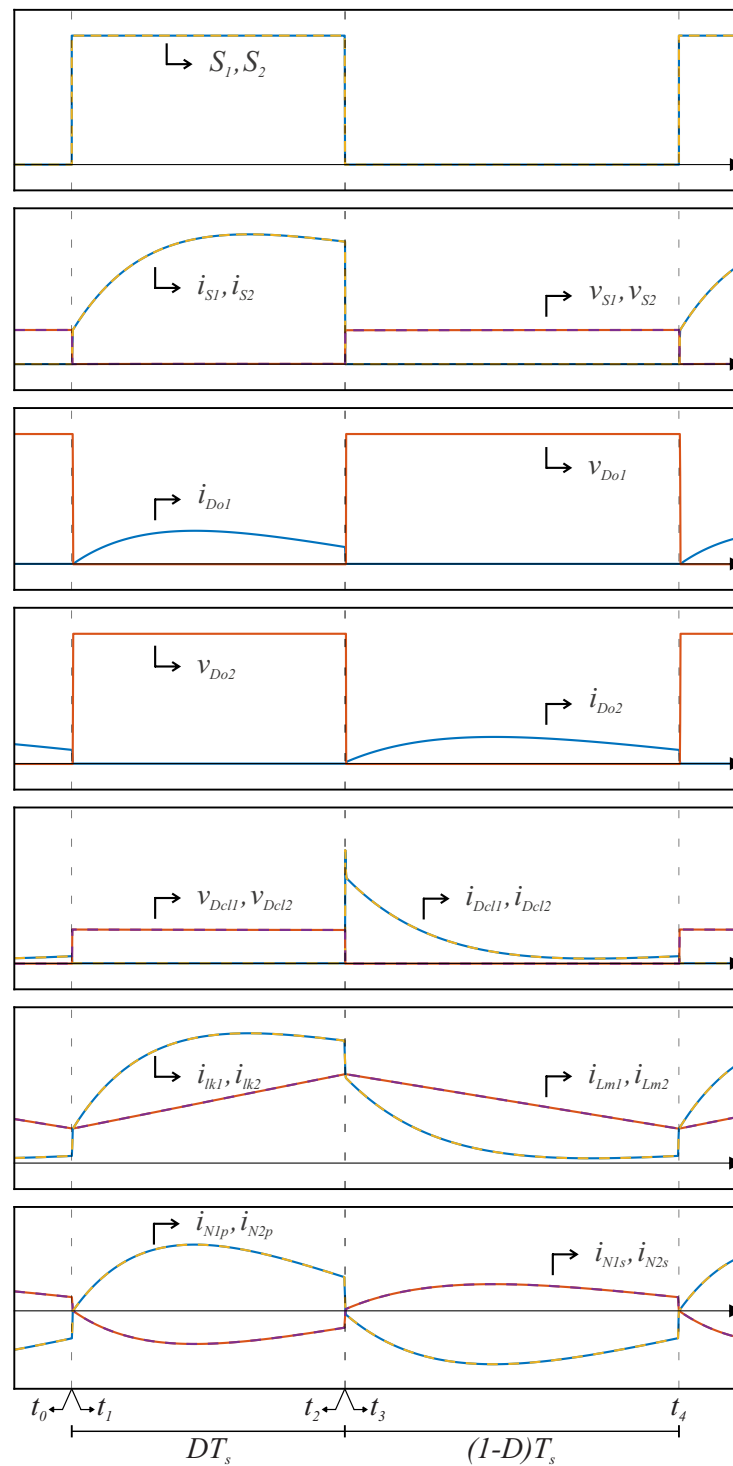 S1,S2
iS1,iS2
vS1,vS2
vDo1
iDo1
vDo2
iDo2
vDcl1,vDcl2
iDcl1,iDcl2
ilk1,ilk2
iLm1,iLm2
iN1p,iN2p
iN1s,iN2s
t0 t1 t2 t3 t4
DTs (1-D)Ts